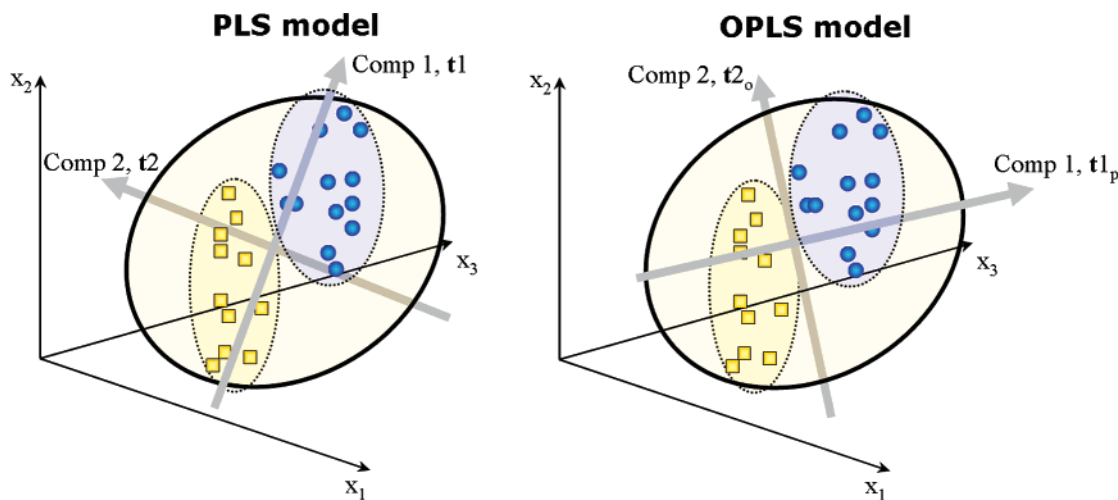 PLS model
OPLS model
x₂
Comp 1, t1
Comp 2, t2
x₃
x₁
x₂
Comp 2, t2ₒ
Comp 1, t1ₚ
x₃
x₁